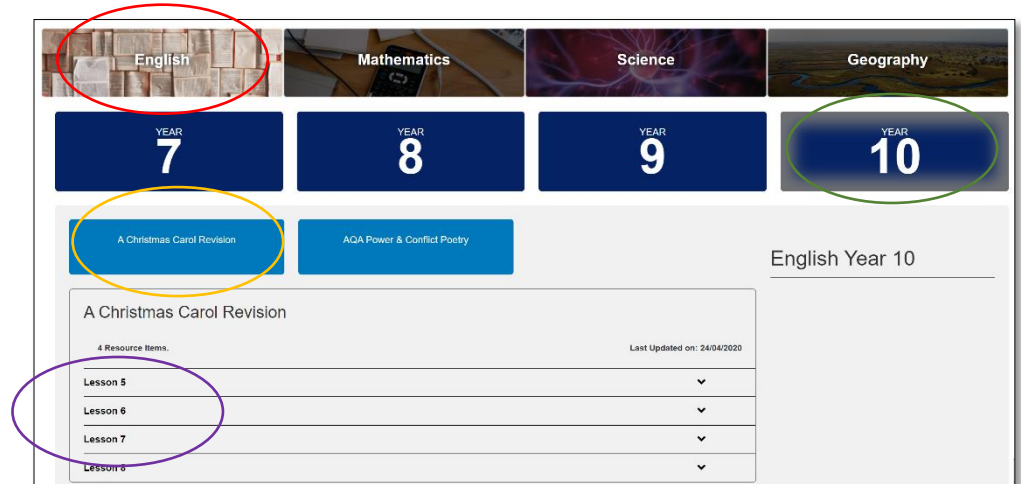 English Mathematics Science Geography
YEAR YEAR YEAR YEAR
7 8 9 10
A Christmas Carol Revision AQA Power & Conflict Poetry
English Year 10
A Christmas Carol Revision
4 Resource Items. Last Updated on: 24/04/2020
Lesson 5
Lesson 6
Lesson 7
Lesson 8